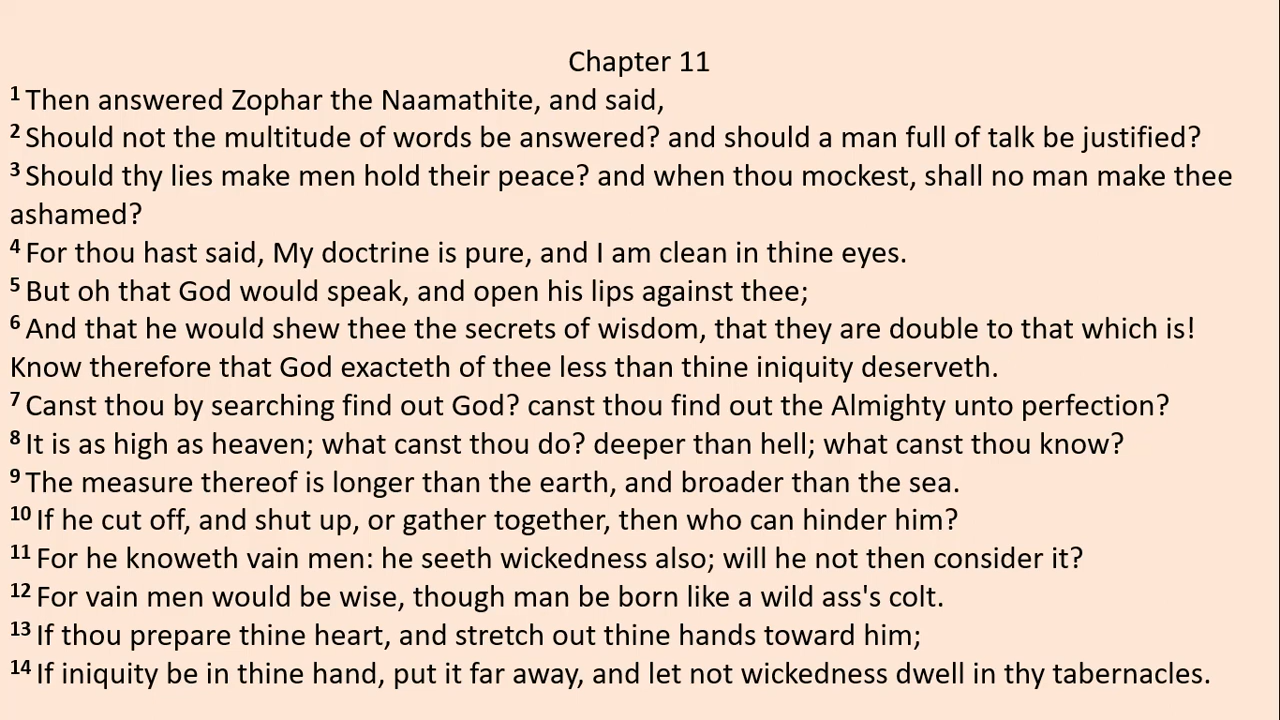 Chapter 11
1 Then answered Zophar the Naamathite, and said,
2 Should not the multitude of words be answered? and should a man full of talk be justified?
3 Should thy lies make men hold their peace? and when thou mockest, shall no man make thee
ashamed?
4 For thou hast said, My doctrine is pure, and I am clean in thine eyes.
5 But oh that God would speak, and open his lips against thee;
6 And that he would shew thee the secrets of wisdom, that they are double to that which is!
Know therefore that God exacteth of thee less than thine iniquity deserveth.
7 Canst thou by searching find out God? canst thou find out the Almighty unto perfection?
8 It is as high as heaven; what canst thou do? deeper than hell; what canst thou know?
9 The measure thereof is longer than the earth, and broader than the sea.
10 If he cut off, and shut up, or gather together, then who can hinder him?
11 For he knoweth vain men: he seeth wickedness also; will he not then consider it?
12 For vain men would be wise, though man be born like a wild ass's colt.
13 If thou prepare thine heart, and stretch out thine hands toward him;
14 If iniquity be in thine hand, put it far away, and let not wickedness dwell in thy tabernacles.